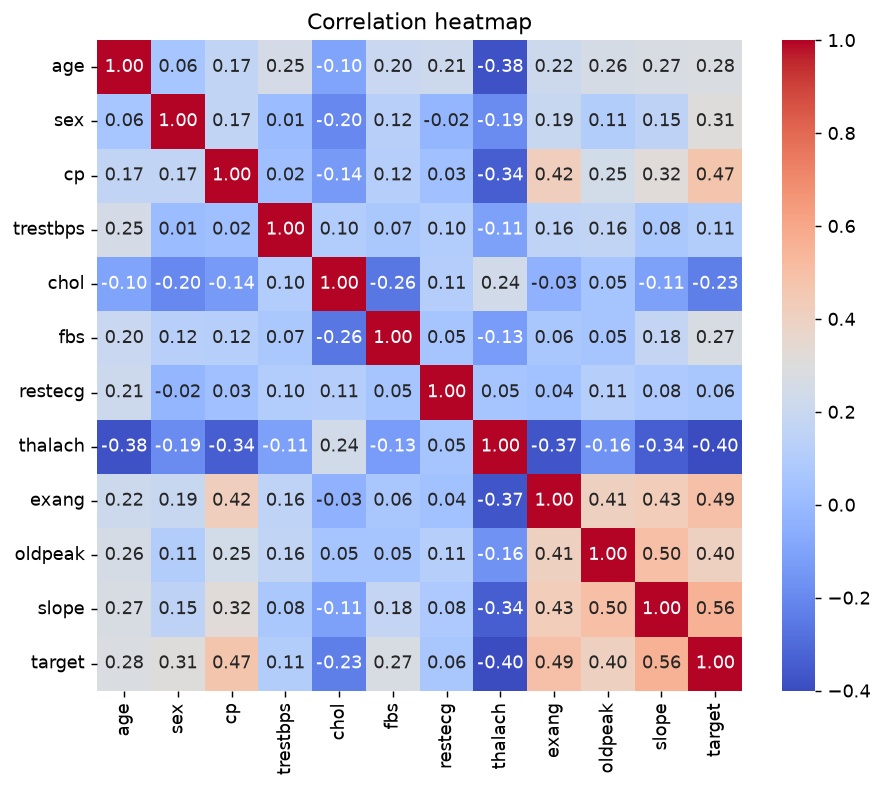 Correlation heatmap
age 1.00 0.06 0.17 0.25 -0.10 0.20 0.21 -0.38 0.22 0.26 0.27 0.28
sex 0.06 1.00 0.17 0.01 -0.20 0.12 -0.02 -0.19 0.19 0.11 0.15 0.31
cp 0.17 0.17 1.00 0.02 -0.14 0.12 0.03 -0.34 0.42 0.25 0.32 0.47
trestbps 0.25 0.01 0.02 1.00 0.10 0.07 0.10 -0.11 0.16 0.16 0.08 0.11
chol -0.10 -0.20 -0.14 0.10 1.00 -0.26 0.11 0.24 -0.03 0.05 -0.11 -0.23
fbs 0.20 0.12 0.12 0.07 -0.26 1.00 0.05 -0.13 0.06 0.05 0.18 0.27
restecg 0.21 -0.02 0.03 0.10 0.11 0.05 1.00 0.05 0.04 0.11 0.08 0.06
thalach -0.38 -0.19 -0.34 -0.11 0.24 -0.13 0.05 1.00 -0.37 -0.16 -0.34 -0.40
exang 0.22 0.19 0.42 0.16 -0.03 0.06 0.04 -0.37 1.00 0.41 0.43 0.49
oldpeak 0.26 0.11 0.25 0.16 0.05 0.05 0.11 -0.16 0.41 1.00 0.50 0.40
slope 0.27 0.15 0.32 0.08 -0.11 0.18 0.08 -0.34 0.43 0.50 1.00 0.56
target 0.28 0.31 0.47 0.11 -0.23 0.27 0.06 -0.40 0.49 0.40 0.56 1.00
age sex cp trestbps chol fbs restecg thalach exang oldpeak slope target
1.0
0.8
0.6
0.4
0.2
0.0
−0.2
−0.4